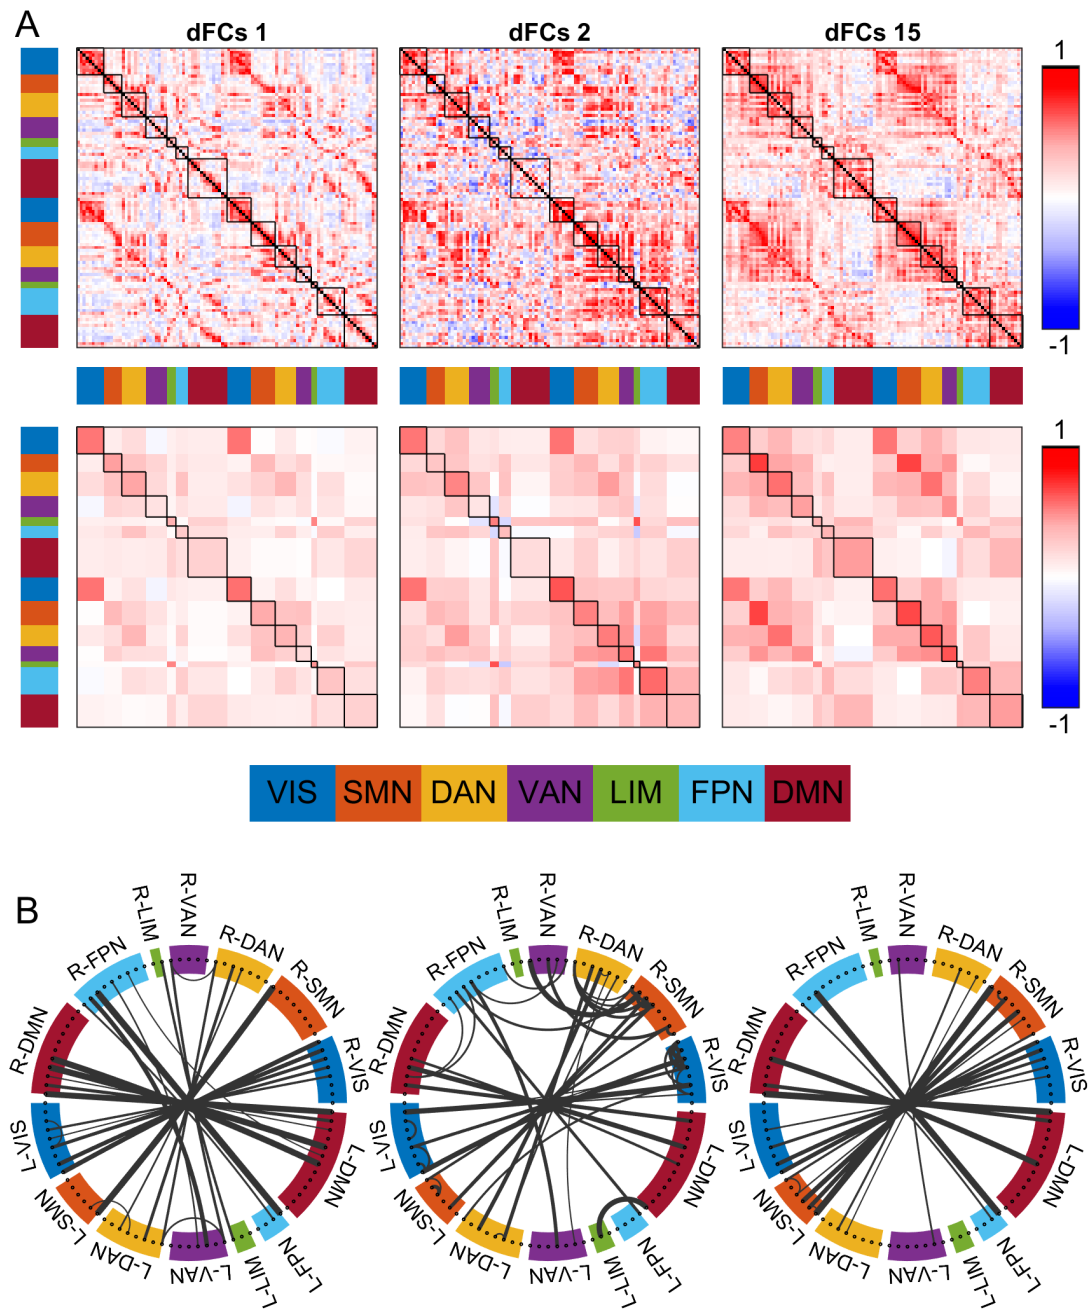 A
dFCs 1
dFCs 2
dFCs 15
1
-1
1
-1
VIS SMN DAN VAN LIM FPN DMN
B
R-VAN
R-LIM
R-DAN
R-FPN
R-SMN
R-DMN
R-VIS
L-VIS
L-DMN
L-SMN
L-FPN
L-DAN
L-VAN
L-LIM
R-VAN
R-LIM
R-DAN
R-FPN
R-SMN
R-DMN
R-VIS
L-VIS
L-DMN
L-SMN
L-FPN
L-DAN
L-VAN
L-LIM
R-VAN
R-LIM
R-DAN
R-FPN
R-SMN
R-DMN
R-VIS
L-VIS
L-DMN
L-SMN
L-FPN
L-DAN
L-VAN
L-LIM